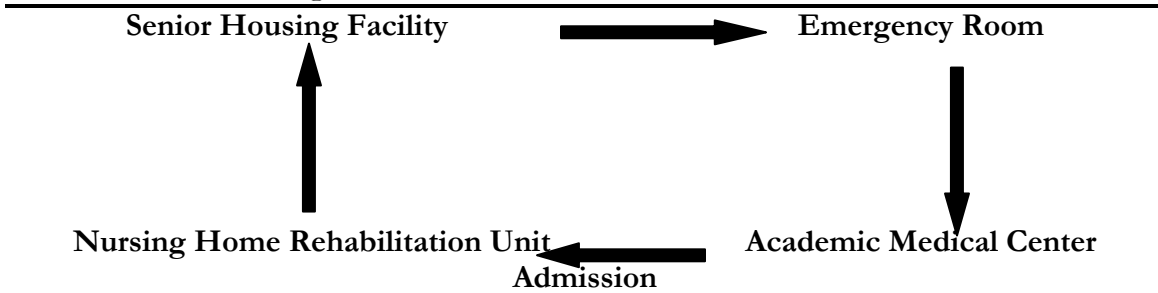 Senior Housing Facility Emergency Room
Nursing Home Rehabilitation Unit Academic Medical Center
Admission